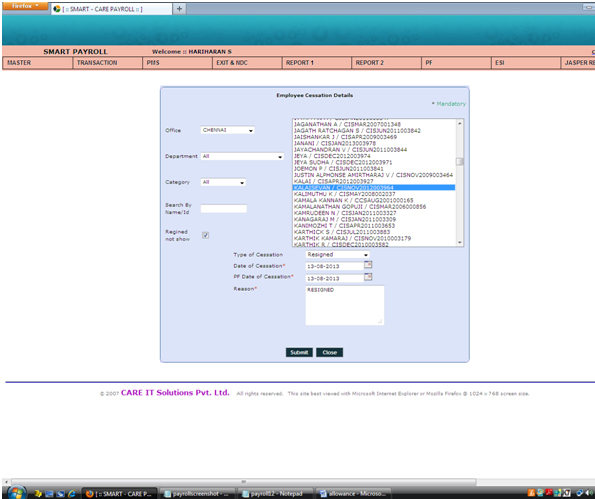 Firefox
[ :: SMART - CARE PAYROLL :: ]
SMART PAYROLL
Welcome :: HARIHARAN S
MASTER TRANSACTION PMS EXIT & NDC REPORT 1 REPORT 2 PF ESI JASPER RE
Employee Cessation Details
* Mandatory
Office CHENNAI
Department All
Category All
Search By
Name/Id
Regined
not show
JAGANATHAN A / CISMAR2007001348
JAGATH RATCHAGAN S / CISJUN2011003842
JAISHANKAR J / CISAPR2009003469
JANANI / CISJAN2013003978
JAYACHANDRAN V / CISJUN2011003844
JEYA / CISDEC2012003974
JEYA SUDHA / CISDEC2012003971
JOEMON P / CISJUN2011003841
JUSTIN ALPHONSE AMIRTHARAJ V / CISNOV2009003464
KALAI / CISAPR2012003927
KALAISEVAN / CISNOV2012003964
KALIMUTHU K / CISMAY2008002037
KAMALA KANNAN K / CCSAUG2001000165
KAMALANATHAN GOPUJI / CISMAR2006000856
KAMRUDEEN N / CISJAN2011003327
KANAGARAJ M / CISJAN2011003309
KANIMOZHI T / CISAPR2011003653
KARTHICK S / CISJUL2011003883
KARTHIK KAMARAJ / CISNOV2010003179
KARTHIK R / CISDEC2010003582
Type of Cessation Resigned
Date of Cessation* 13-08-2013
PF Date of Cessation* 13-08-2013
Reason* RESIGNED
Submit Close
© 2007 CARE IT Solutions Pvt. Ltd. All rights reserved. This site best viewed with Microsoft Internet Explorer or Mozilla Firefox @ 1024 x 768 screen size.
[ :: SMART - CARE P... payrollscreenshot - ... payroll12 - Notepad allowance - Microso...